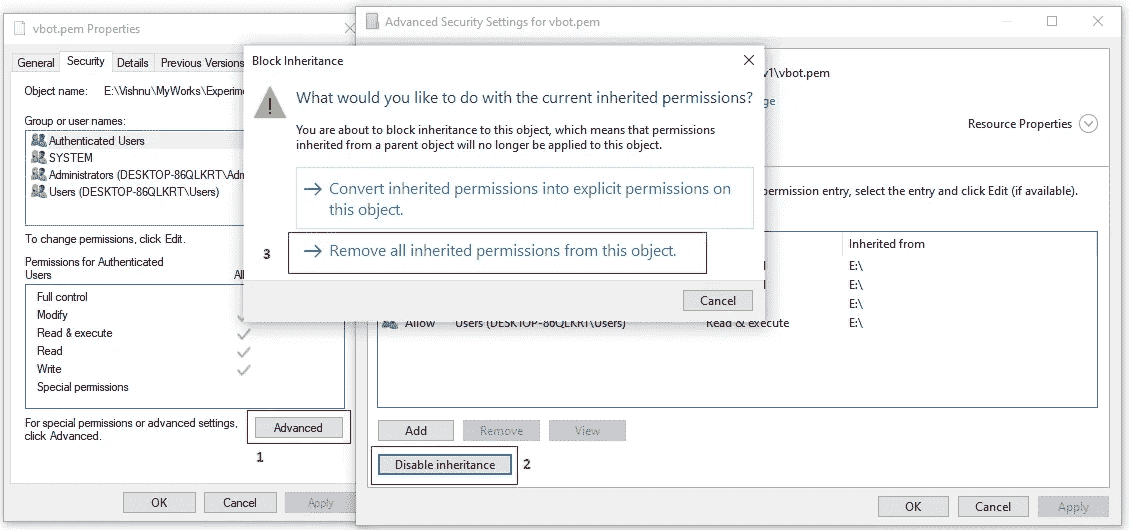 vbot.pem Properties
General Security Details Previous Versions
Object name: E:\Vishnu\MyWorks\Experime
Group or user names:
Authenticated Users
SYSTEM
Administrators (DESKTOP-86QLKRT\Adm
Users (DESKTOP-86QLKRT\Users)
To change permissions, click Edit.
Permissions for Authenticated
Users
Full control
Modify
Read & execute
Read
Write
Special permissions
For special permissions or advanced settings,
click Advanced.
Advanced
1
OK Cancel Apply
Advanced Security Settings for vbot.pem
v1\vbot.pem
Resource Properties
permission entry, select the entry and click Edit (if available).
Inherited from
E:\
E:\
E:\
Allow Users (DESKTOP-86QLKRT\Users) Read & execute E:\
Add Remove View
Disable inheritance 2
OK Cancel Apply
Block Inheritance
What would you like to do with the current inherited permissions?
You are about to block inheritance to this object, which means that permissions
inherited from a parent object will no longer be applied to this object.
Convert inherited permissions into explicit permissions on
this object.
3 Remove all inherited permissions from this object.
Cancel